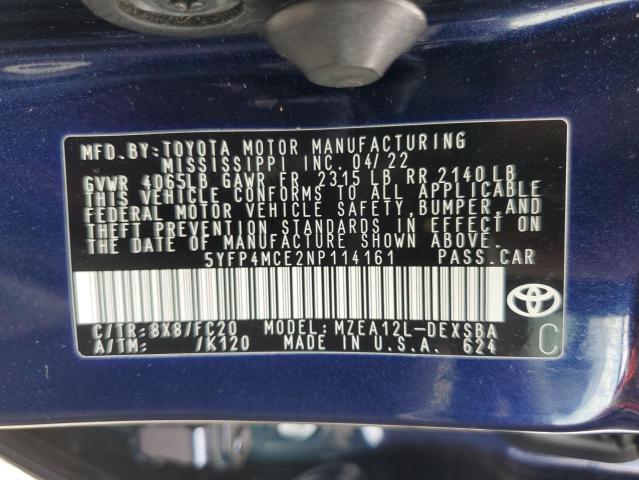 MFD.BY:TOYOTA MOTOR MANUFACTURING
MISSISSIPPI INC. 04/22
GVWR 4065LB GAWR FR 2315 LB RR 2140 LB
THIS VEHICLE CONFORMS TO ALL APPLICABLE
FEDERAL MOTOR VEHICLE SAFETY,BUMPER,AND
THEFT PREVENTION STANDARDS IN EFFECT ON
THE DATE OF MANUFACTURE SHOWN ABOVE.
5YFP4MCE2NP114161 PASS.CAR
C/TR:8X8/FC20 MODEL:MZEA12L-DEXSBA
A/TM: /K120 MADE IN U.S.A. 624
C